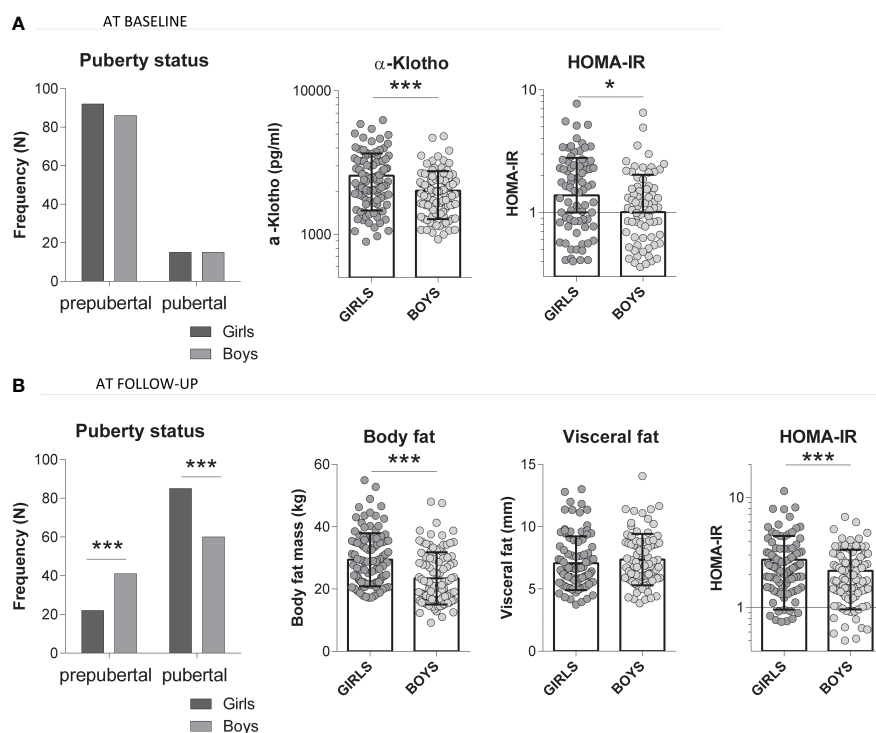 A AT BASELINE
Puberty status
Frequency (N)
100
80
60
40
20
0
prepubertal pubertal
Girls
Boys
α-Klotho
***
a -Klotho (pg/ml)
10000
1000
GIRLS BOYS
HOMA-IR
*
HOMA-IR
10
1
GIRLS BOYS
B AT FOLLOW-UP
Puberty status
Frequency (N)
100
80
60
40
20
0
***
***
prepubertal pubertal
Girls
Boys
Body fat
***
Body fat mass (kg)
60
40
20
0
GIRLS BOYS
Visceral fat
Visceral fat (mm)
15
10
5
0
GIRLS BOYS
HOMA-IR
***
HOMA-IR
10
1
GIRLS BOYS